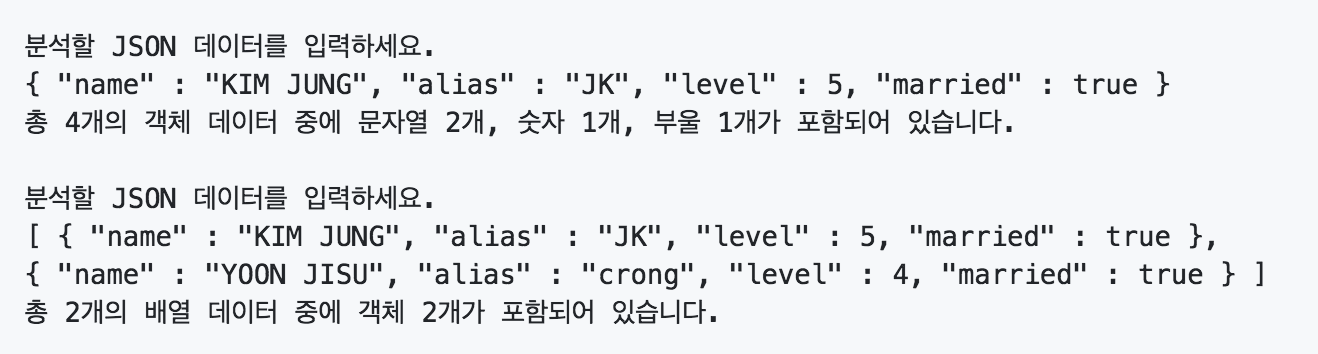 분석할 JSON 데이터를 입력하세요.
{ "name" : "KIM JUNG", "alias" : "JK", "level" : 5, "married" : true }
총 4개의 객체 데이터 중에 문자열 2개, 숫자 1개, 부울 1개가 포함되어 있습니다.
분석할 JSON 데이터를 입력하세요.
[ { "name" : "KIM JUNG", "alias" : "JK", "level" : 5, "married" : true },
{ "name" : "YOON JISU", "alias" : "crong", "level" : 4, "married" : true } ]
총 2개의 배열 데이터 중에 객체 2개가 포함되어 있습니다.